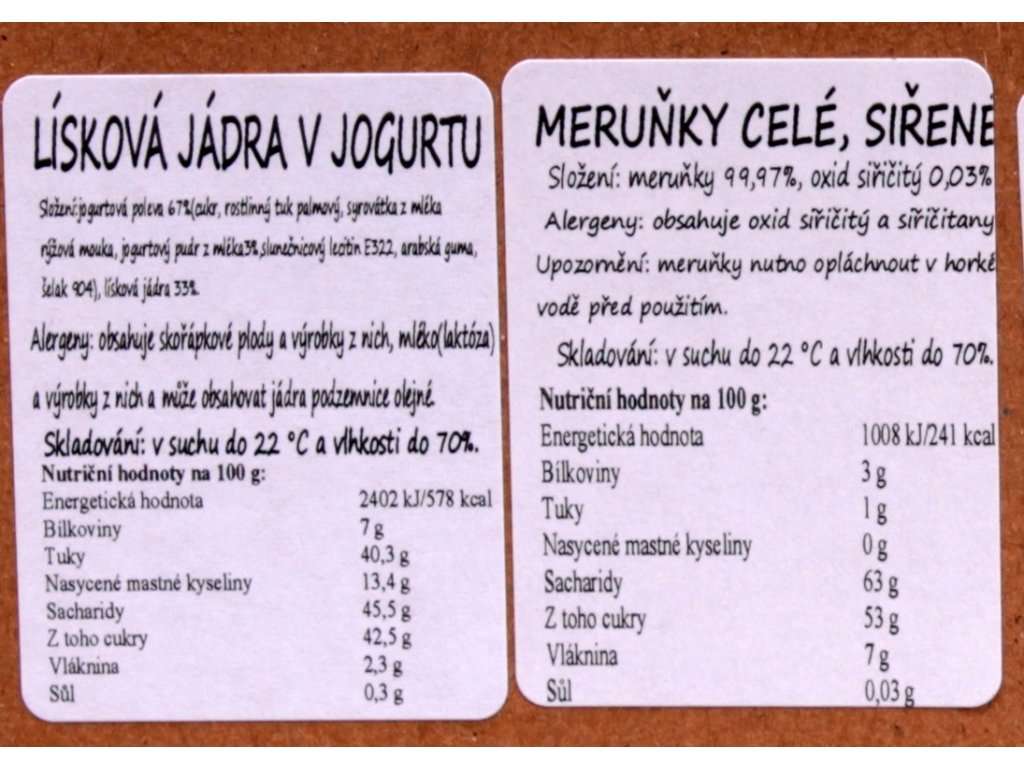 LÍSKOVÁ JÁDRA V JOGURTU
Složení:jogurtová poleva 67%(cukr, rostlinný tuk palmový, syrovátka z mléka
rýžová mouka, jogurtový pudr z mléka3%,slunečnicový lecitin E322, arabská guma,
šelak 904), lísková jádra 33%.
Alergeny: obsahuje skořápkové plody a výrobky z nich, mléko(laktóza)
a výrobky z nich a může obsahovat jádra podzemnice olejné.
Skladování: v suchu do 22 °C a vlhkosti do 70%.
Nutriční hodnoty na 100 g:
Energetická hodnota 2402 kJ/578 kcal
Bílkoviny 7 g
Tuky 40,3 g
Nasycené mastné kyseliny 13,4 g
Sacharidy 45,5 g
Z toho cukry 42,5 g
Vláknina 2,3 g
Sůl 0,3 g
MERUŇKY CELÉ, SIŘENÉ
Složení: meruňky 99,97%, oxid siřičitý 0,03%
Alergeny: obsahuje oxid siřičitý a siřičitany
Upozornění: meruňky nutno opláchnout v horké
vodě před použitím.
Skladování: v suchu do 22 °C a vlhkosti do 70%.
Nutriční hodnoty na 100 g:
Energetická hodnota 1008 kJ/241 kcal
Bílkoviny 3 g
Tuky 1 g
Nasycené mastné kyseliny 0 g
Sacharidy 63 g
Z toho cukry 53 g
Vláknina 7 g
Sůl 0,03 g